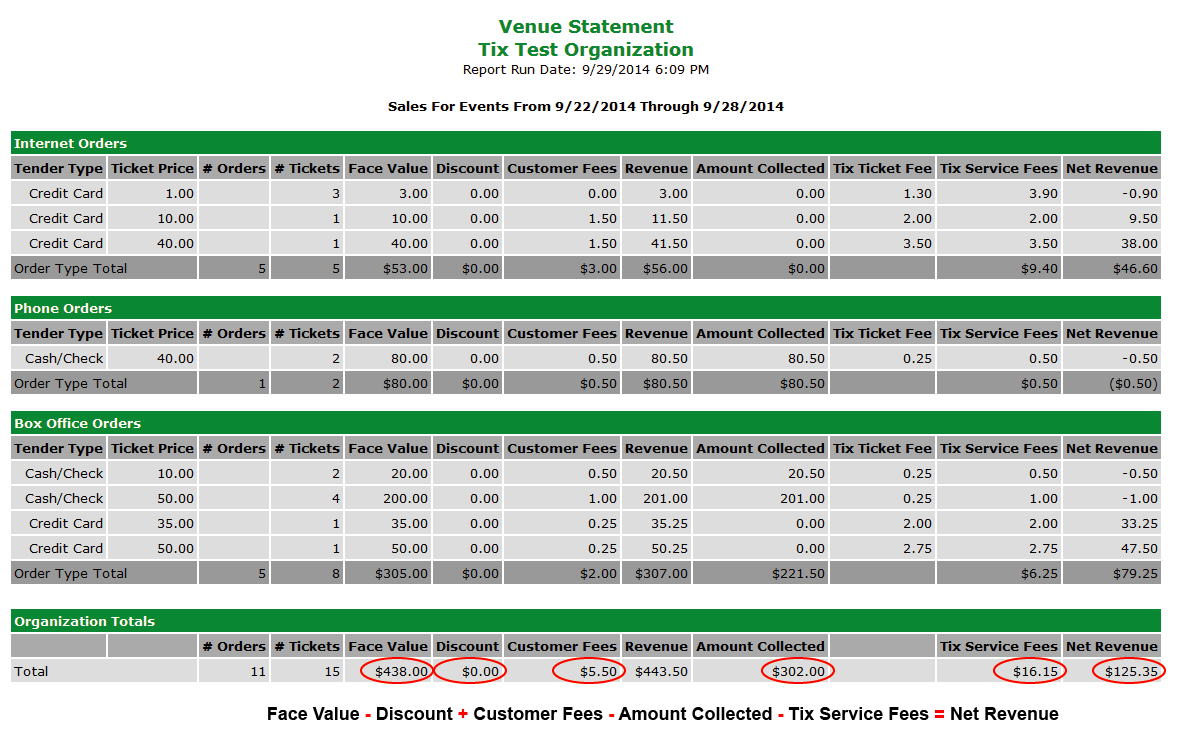 Venue Statement
Tix Test Organization
Report Run Date: 9/29/2014 6:09 PM
Sales For Events From 9/22/2014 Through 9/28/2014
Internet Orders
Tender Type Ticket Price # Orders # Tickets Face Value Discount Customer Fees Revenue Amount Collected Tix Ticket Fee Tix Service Fees Net Revenue
Credit Card 1.00 3 3.00 0.00 0.00 3.00 0.00 1.30 3.90 -0.90
Credit Card 10.00 1 10.00 0.00 1.50 11.50 0.00 2.00 2.00 9.50
Credit Card 40.00 1 40.00 0.00 1.50 41.50 0.00 3.50 3.50 38.00
Order Type Total 5 5 $53.00 $0.00 $3.00 $56.00 $0.00 $9.40 $46.60
Phone Orders
Tender Type Ticket Price # Orders # Tickets Face Value Discount Customer Fees Revenue Amount Collected Tix Ticket Fee Tix Service Fees Net Revenue
Cash/Check 40.00 2 80.00 0.00 0.50 80.50 80.50 0.25 0.50 -0.50
Order Type Total 1 2 $80.00 $0.00 $0.50 $80.50 $80.50 $0.50 ($0.50)
Box Office Orders
Tender Type Ticket Price # Orders # Tickets Face Value Discount Customer Fees Revenue Amount Collected Tix Ticket Fee Tix Service Fees Net Revenue
Cash/Check 10.00 2 20.00 0.00 0.50 20.50 20.50 0.25 0.50 -0.50
Cash/Check 50.00 4 200.00 0.00 1.00 201.00 201.00 0.25 1.00 -1.00
Credit Card 35.00 1 35.00 0.00 0.25 35.25 0.00 2.00 2.00 33.25
Credit Card 50.00 1 50.00 0.00 0.25 50.25 0.00 2.75 2.75 47.50
Order Type Total 5 8 $305.00 $0.00 $2.00 $307.00 $221.50 $6.25 $79.25
Organization Totals
# Orders # Tickets Face Value Discount Customer Fees Revenue Amount Collected Tix Service Fees Net Revenue
Total 11 15 $438.00 $0.00 $5.50 $443.50 $302.00 $16.15 $125.35
Face Value - Discount + Customer Fees - Amount Collected - Tix Service Fees = Net Revenue